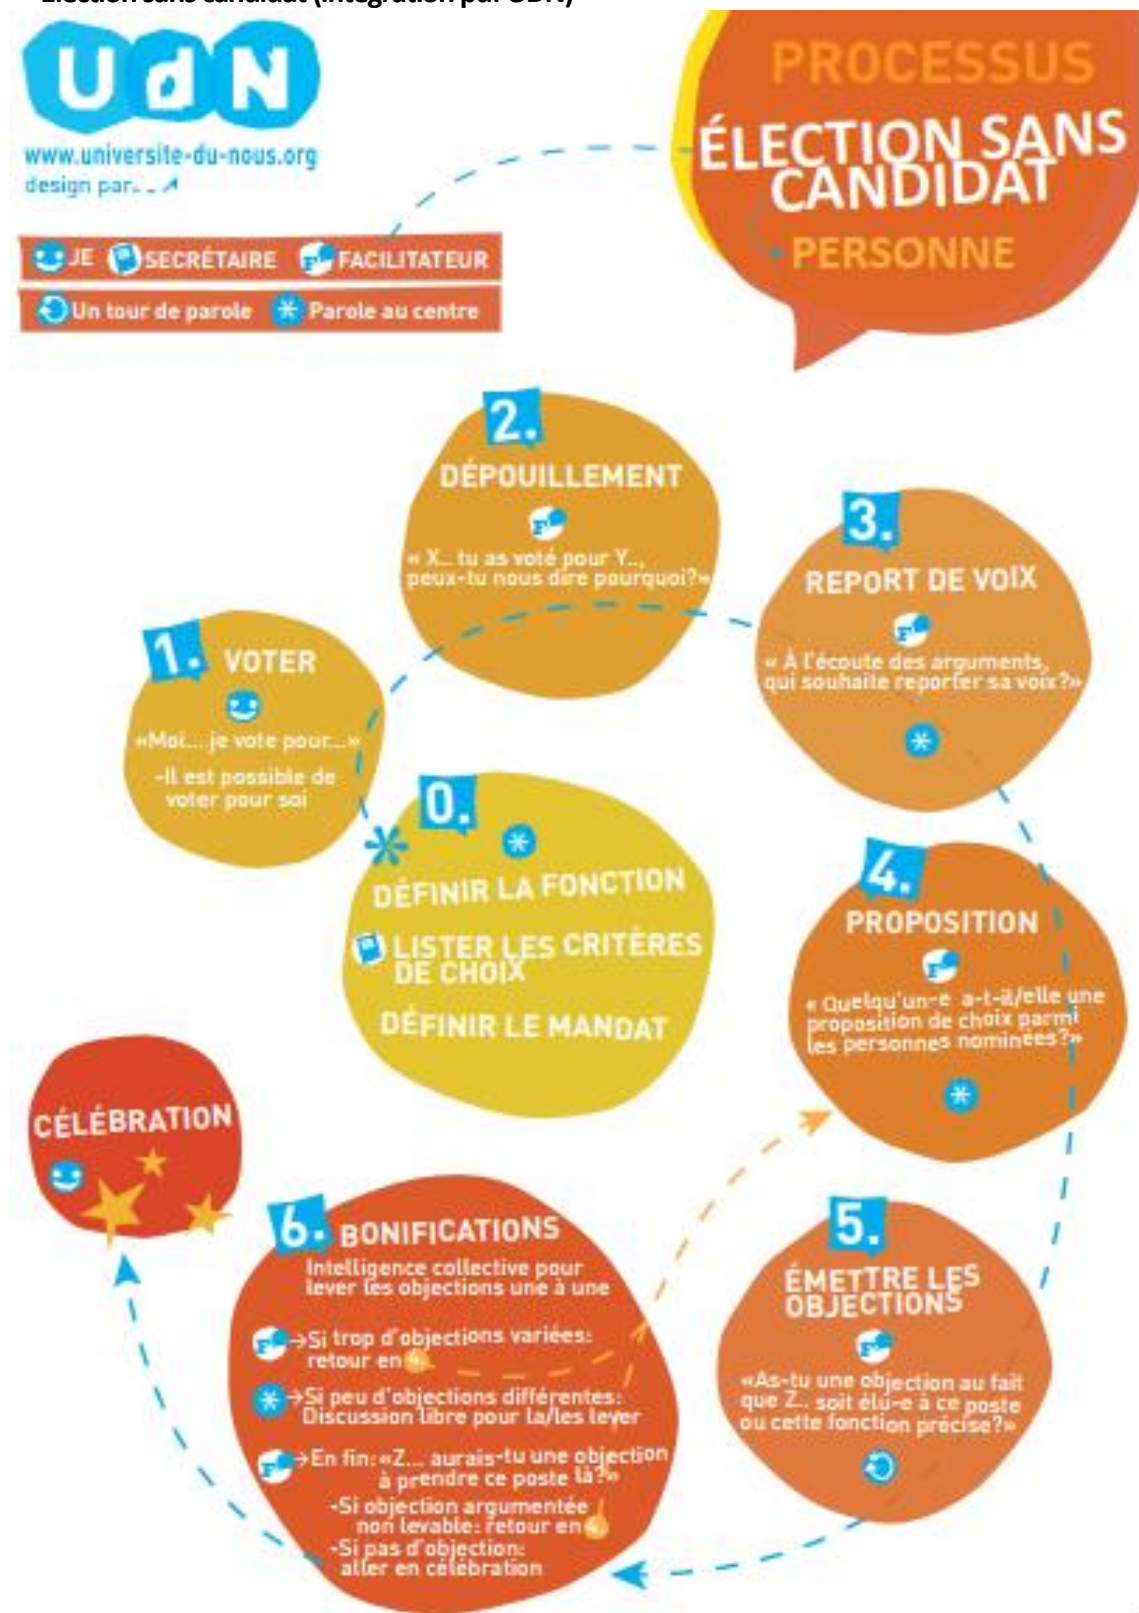 Élection sans candidat (intégration par UDN)
UdN
www.universite-du-nous.org
design par...
PROCESSUS
ÉLECTION SANS
CANDIDAT
PERSONNE
JE SECRÉTAIRE F FACILITATEUR
Un tour de parole * Parole au centre
2.
DÉPOUILLEMENT
F
« X... tu as voté pour Y...,
peux-tu nous dire pourquoi?»
3.
REPORT DE VOIX
F
« À l'écoute des arguments,
qui souhaite reporter sa voix?»
*
1. VOTER
«Moi... je vote pour...»
-Il est possible de
voter pour soi
0.
*
DÉFINIR LA FONCTION
LISTER LES CRITÈRES
DE CHOIX
DÉFINIR LE MANDAT
4.
PROPOSITION
F
« Quelqu'un-e a-t-il/elle une
proposition de choix parmi
les personnes nominées?»
*
5.
ÉMETTRE LES
OBJECTIONS
F
«As-tu une objection au fait
que Z... soit élu-e à ce poste
ou cette fonction précise?»
6. BONIFICATIONS
Intelligence collective pour
lever les objections une à une
F →Si trop d'objections variées:
retour en 4.
* →Si peu d'objections différentes:
Discussion libre pour la/les lever
F →En fin: «Z... aurais-tu une objection
à prendre ce poste là?»
-Si objection argumentée
non levable: retour en 4.
-Si pas d'objection:
aller en célébration
CÉLÉBRATION